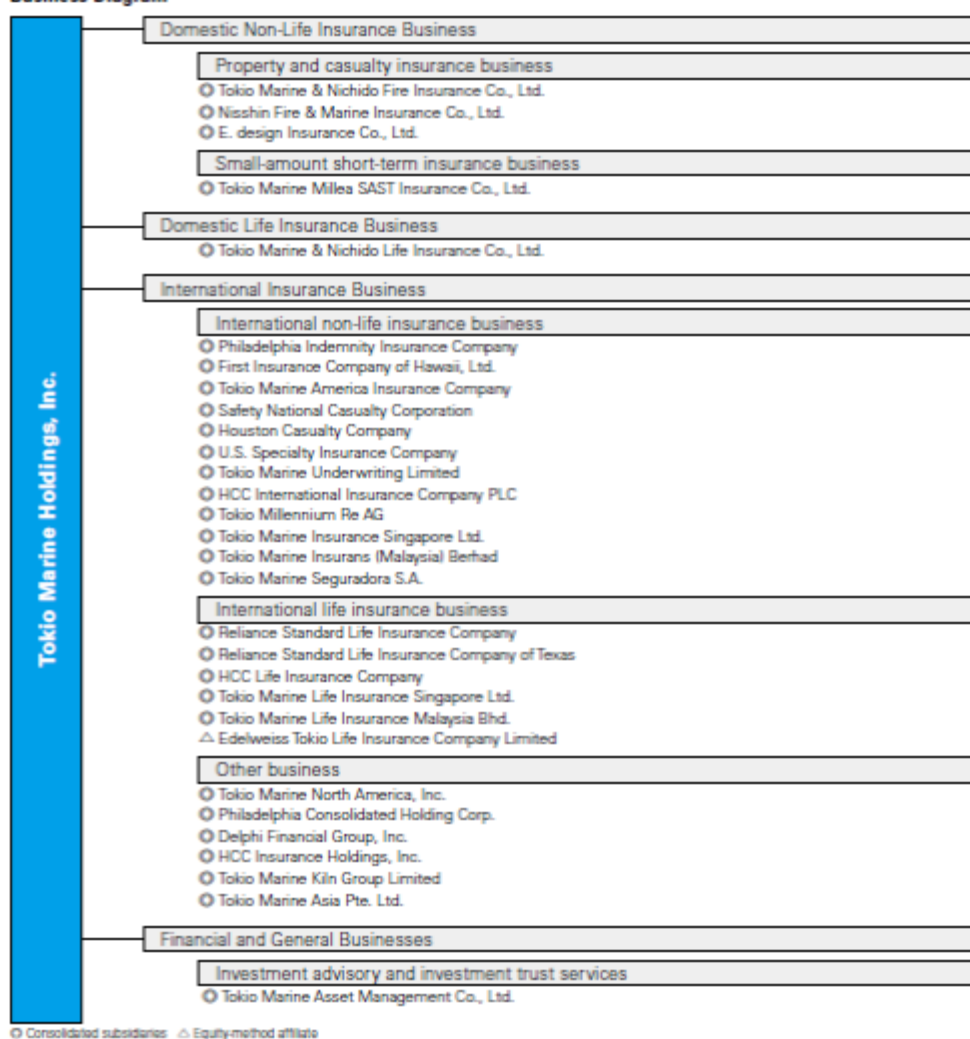 Business Diagram
Tokio Marine Holdings, Inc.
Domestic Non-Life Insurance Business
Property and casualty insurance business
◎ Tokio Marine & Nichido Fire Insurance Co., Ltd.
◎ Nisshin Fire & Marine Insurance Co., Ltd.
◎ E. design Insurance Co., Ltd.
Small-amount short-term insurance business
◎ Tokio Marine Millea SAST Insurance Co., Ltd.
Domestic Life Insurance Business
◎ Tokio Marine & Nichido Life Insurance Co., Ltd.
International Insurance Business
International non-life insurance business
◎ Philadelphia Indemnity Insurance Company
◎ First Insurance Company of Hawaii, Ltd.
◎ Tokio Marine America Insurance Company
◎ Safety National Casualty Corporation
◎ Houston Casualty Company
◎ U.S. Specialty Insurance Company
◎ Tokio Marine Underwriting Limited
◎ HCC International Insurance Company PLC
◎ Tokio Millennium Re AG
◎ Tokio Marine Insurance Singapore Ltd.
◎ Tokio Marine Insurans (Malaysia) Berhad
◎ Tokio Marine Seguradora S.A.
International life insurance business
◎ Reliance Standard Life Insurance Company
◎ Reliance Standard Life Insurance Company of Texas
◎ HCC Life Insurance Company
◎ Tokio Marine Life Insurance Singapore Ltd.
◎ Tokio Marine Life Insurance Malaysia Bhd.
△ Edelweiss Tokio Life Insurance Company Limited
Other business
◎ Tokio Marine North America, Inc.
◎ Philadelphia Consolidated Holding Corp.
◎ Delphi Financial Group, Inc.
◎ HCC Insurance Holdings, Inc.
◎ Tokio Marine Kiln Group Limited
◎ Tokio Marine Asia Pte. Ltd.
Financial and General Businesses
Investment advisory and investment trust services
◎ Tokio Marine Asset Management Co., Ltd.
◎ Consolidated subsidiaries △ Equity-method affiliate